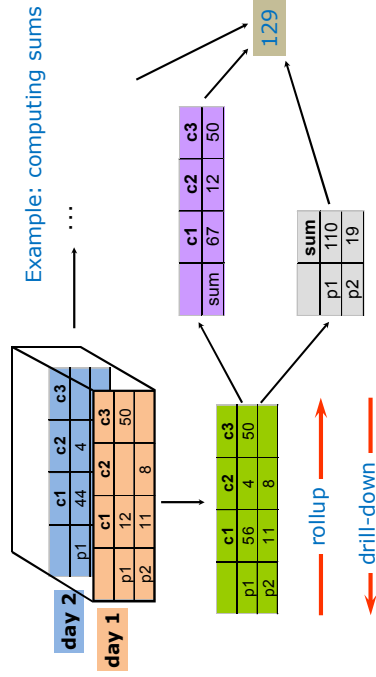 Example: computing sums
day 2
c1 c2 c3
p1 44 4
day 1
c1 c2 c3
p1 12 50
p2 11 8
...
c1 c2 c3
p1 56 4 50
p2 11 8
c1 c2 c3
sum 67 12 50
sum
p1 110
p2 19
129
rollup
drill-down